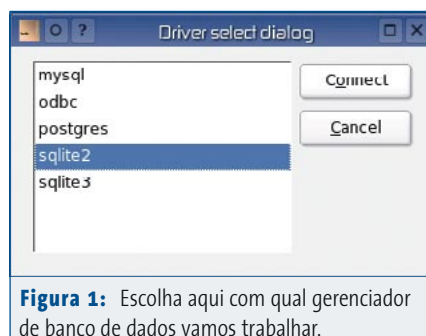 Driver select dialog
mysql
odbc
postgres
sqlite2
sqlite3
Connect
Cancel
Figura 1: Escolha aqui com qual gerenciador
de banco de dados vamos trabalhar.